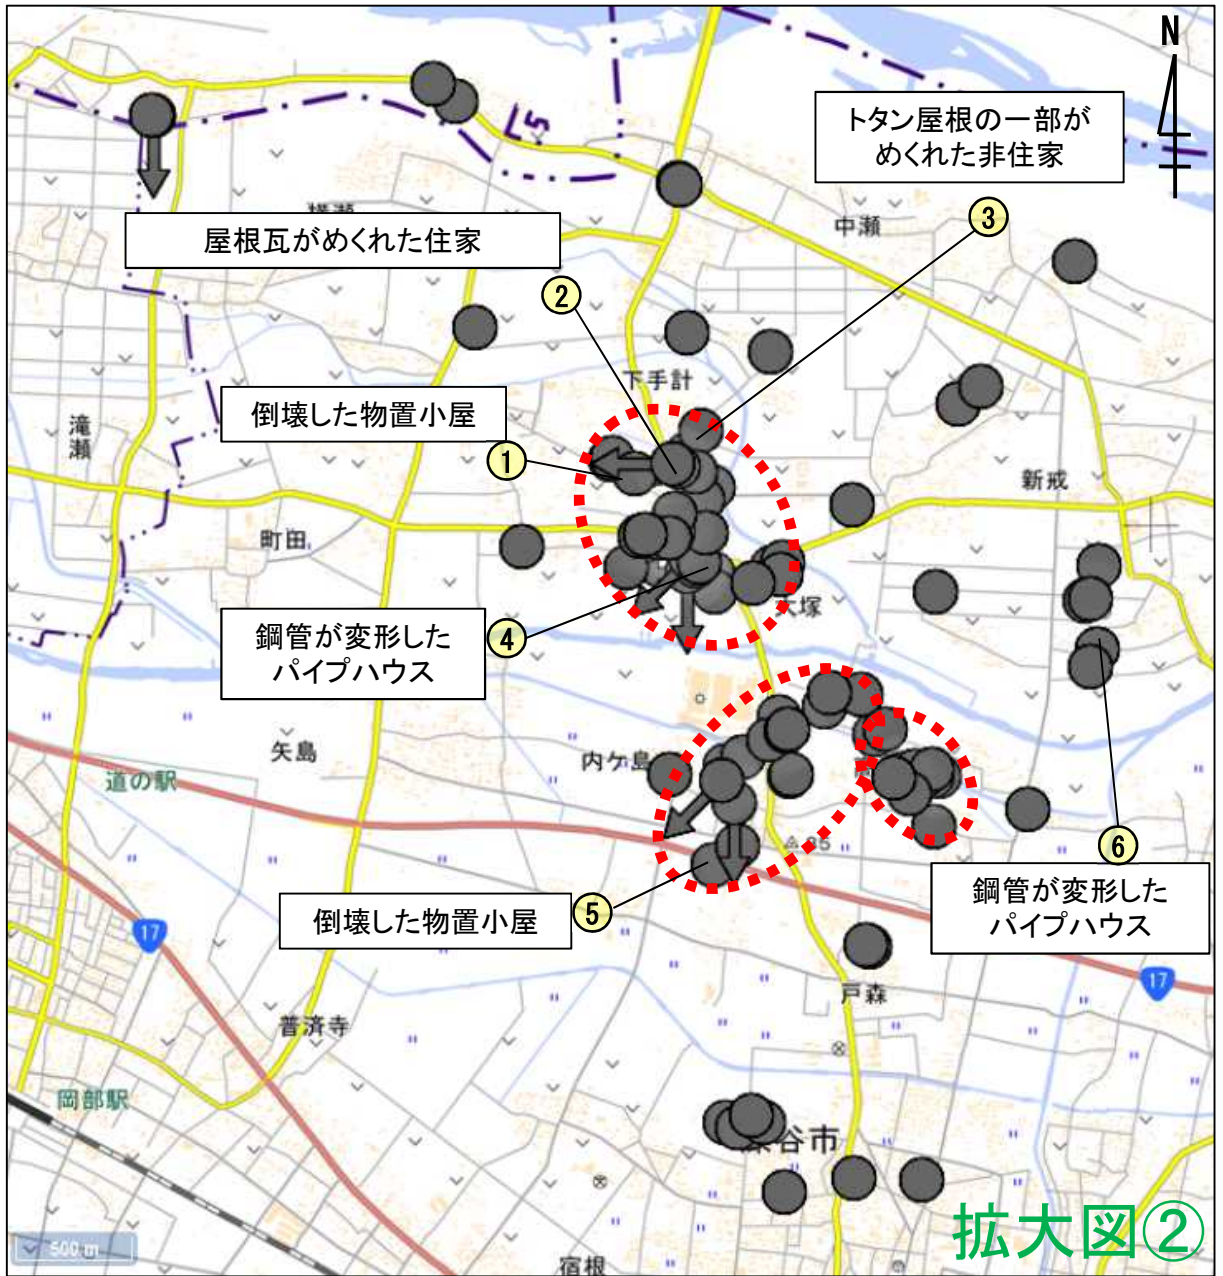 N
トタン屋根の一部が
めくれた非住家
3
中瀬
屋根瓦がめくれた住家
2
下手計
倒壊した物置小屋
1
滝瀬
新戒
町田
大塚
鋼管が変形した
パイプハウス
4
矢島
内ケ島
道の駅
35
6
鋼管が変形した
パイプハウス
倒壊した物置小屋
5
17
17
戸森
普済寺
岡部駅
谷市
500 m
宿根
拡大図②